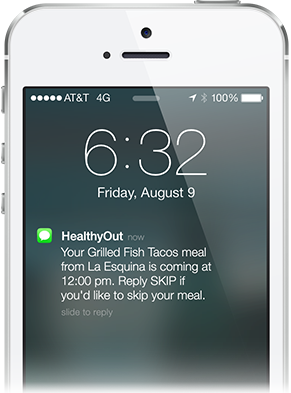 ●●●●● AT&T 4G 100%
6:32
Friday, August 9
HealthyOut now
Your Grilled Fish Tacos meal
from La Esquina is coming at
12:00 pm. Reply SKIP if
you'd like to skip your meal.
slide to reply